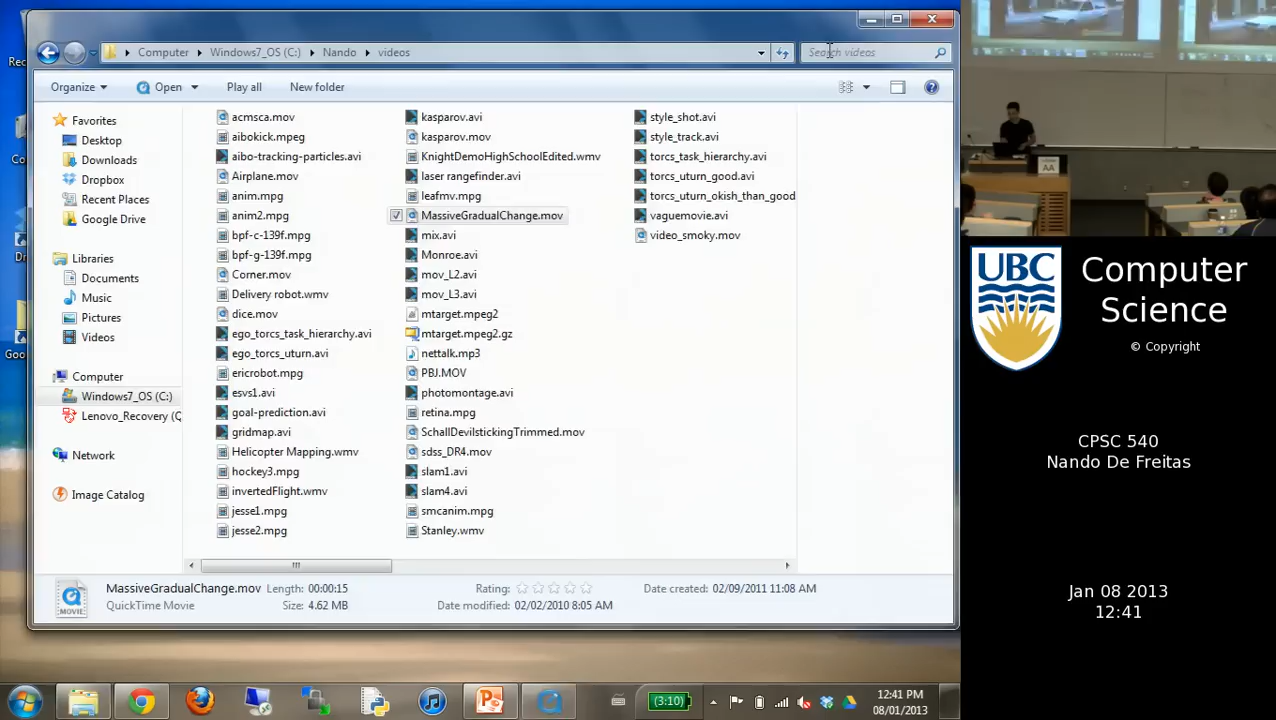 Rec
Computer Windows7_OS (C:) Nando videos
Search videos
Organize Open Play all New folder
Favorites
Desktop
Downloads
Dropbox
Recent Places
Google Drive
Libraries
Documents
Music
Pictures
Videos
Computer
Windows7_OS (C:)
Lenovo_Recovery (Q
Network
Image Catalog
acmsca.mov
aibokick.mpeg
aibo-tracking-particles.avi
Airplane.mov
anim.mpg
anim2.mpg
bpf-c-139f.mpg
bpf-g-139f.mpg
Corner.mov
Delivery robot.wmv
dice.mov
ego_torcs_task_hierarchy.avi
ego_torcs_uturn.avi
ericrobot.mpg
esvs1.avi
goal-prediction.avi
gridmap.avi
Helicopter Mapping.wmv
hockey3.mpg
invertedFlight.wmv
jesse1.mpg
jesse2.mpg
kasparov.avi
kasparov.mov
KnightDemoHighSchoolEdited.wmv
laser rangefinder.avi
leafmv.mpg
MassiveGradualChange.mov
mix.avi
Monroe.avi
mov_L2.avi
mov_L3.avi
mtarget.mpeg2
mtarget.mpeg2.gz
nettalk.mp3
PBJ.MOV
photomontage.avi
retina.mpg
SchallDevilstickingTrimmed.mov
sdss_DR4.mov
slam1.avi
slam4.avi
smcanim.mpg
Stanley.wmv
style_shot.avi
style_track.avi
torcs_task_hierarchy.avi
torcs_uturn_good.avi
torcs_uturn_okish_than_good
vaguemovie.avi
video_smoky.mov
MassiveGradualChange.mov Length: 00:00:15 Rating: Date created: 02/09/2011 11:08 AM
QuickTime Movie Size: 4.62 MB Date modified: 02/02/2010 8:05 AM
MOVIE
Goo
(3:10)
12:41 PM
08/01/2013
UBC
Computer
Science
© Copyright
CPSC 540
Nando De Freitas
Jan 08 2013
12:41